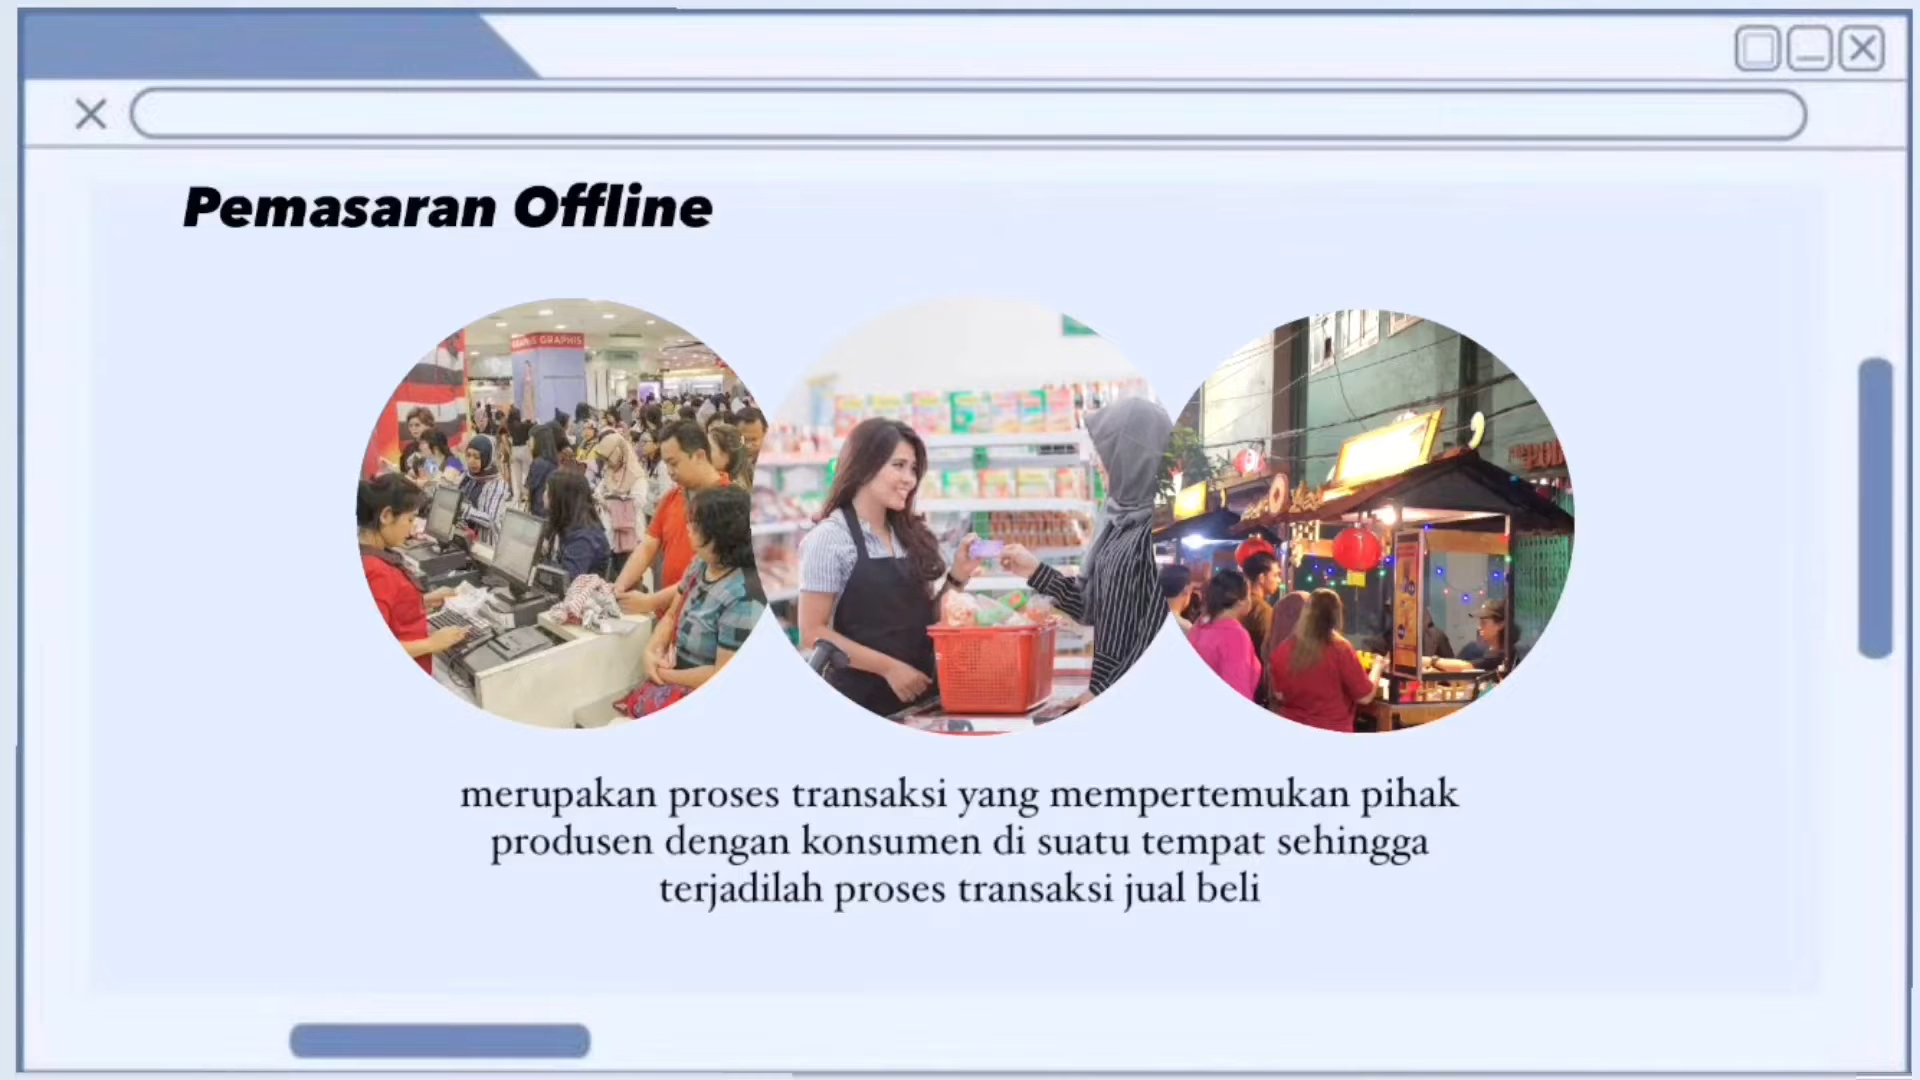 Pemasaran Offline
GRAPHIS
merupakan proses transaksi yang mempertemukan pihak
produsen dengan konsumen di suatu tempat sehingga
terjadilah proses transaksi jual beli